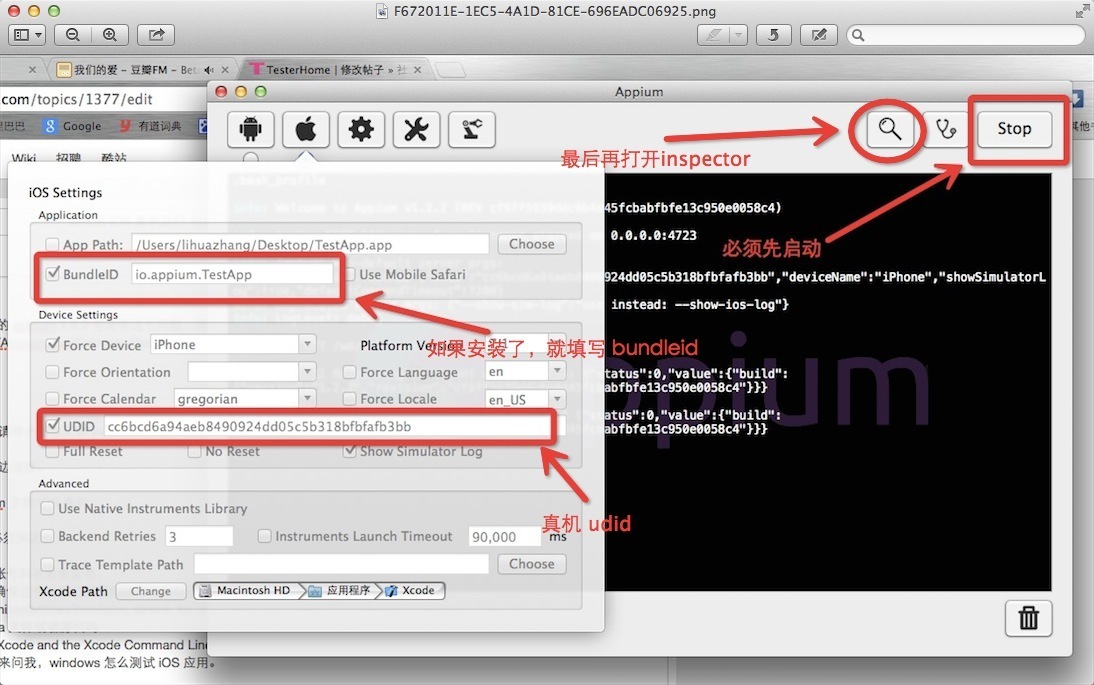 F672011E-1EC5-4A1D-81CE-696EADC06925.png
我们的爱 - 豆瓣FM - Bet
TesterHome | 修改帖子 » 社
com/topics/1377/edit
里巴巴
Google
有道词典
其他
Wiki 招聘 酷站
Appium
Stop
最后再打开inspector
必须先启动
iOS Settings
Application
App Path: /Users/lihuazhang/Desktop/TestApp.app Choose
BundleID io.appium.TestApp Use Mobile Safari
Device Settings
如果安装了，就填写 bundleid
Force Device iPhone Platform Version
Force Orientation Force Language en
Force Calendar gregorian Force Locale en_US
UDID cc6bcd6a94aeb8490924dd05c5b318bfbfafb3bb
Full Reset No Reset Show Simulator Log
真机 udid
Advanced
Use Native Instruments Library
Backend Retries 3 Instruments Launch Timeout 90,000 ms
Trace Template Path Choose
Xcode Path Change Macintosh HD 应用程序 Xcode
45fcbabfbfe13c950e0058c4)
0.0.0.0:4723
924dd05c5b318bfbfafb3bb","deviceName":"iPhone","showSimulatorL
instead: --show-ios-log"}
tatus":0,"value":{"build":
babfbfe13c950e0058c4"}}}
tatus":0,"value":{"build":
babfbfe13c950e0058c4"}}}
pium
Xcode and the Xcode Command Line
来问我，windows 怎么测试 iOS 应用。